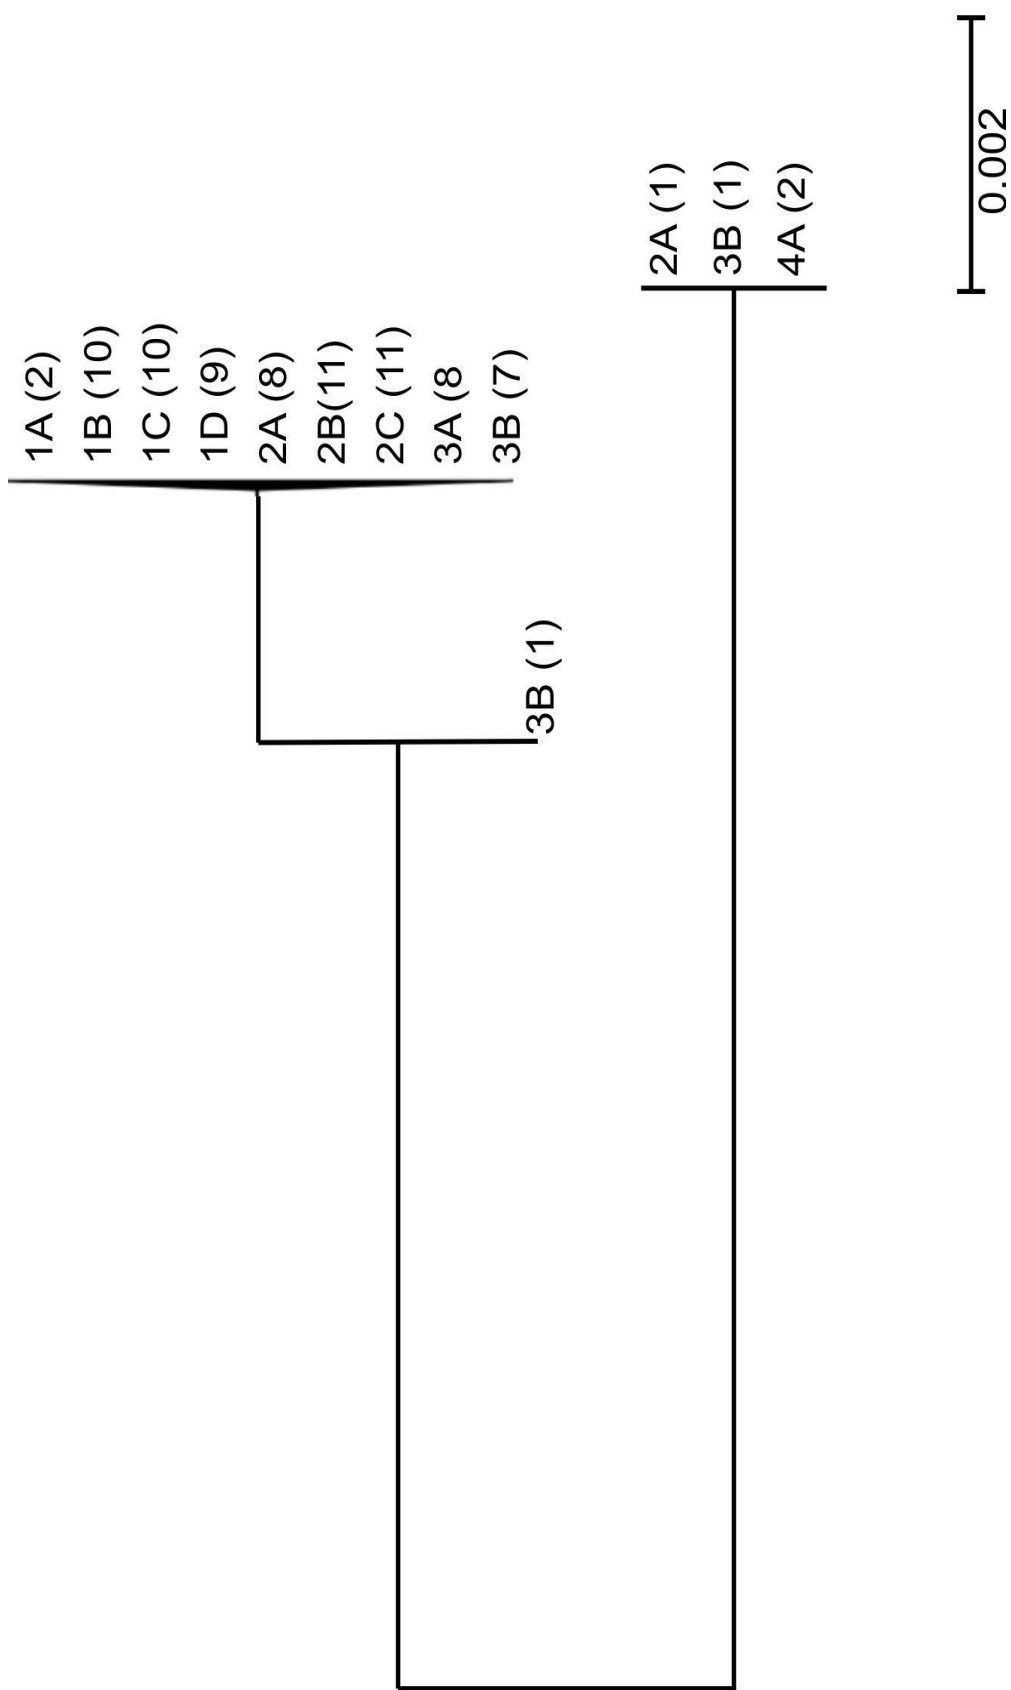 1A (2)
1B (10)
1C (10)
1D (9)
2A (8)
2B(11)
2C (11)
3A (8
3B (7)
3B (1)
2A (1)
3B (1)
4A (2)
0.002